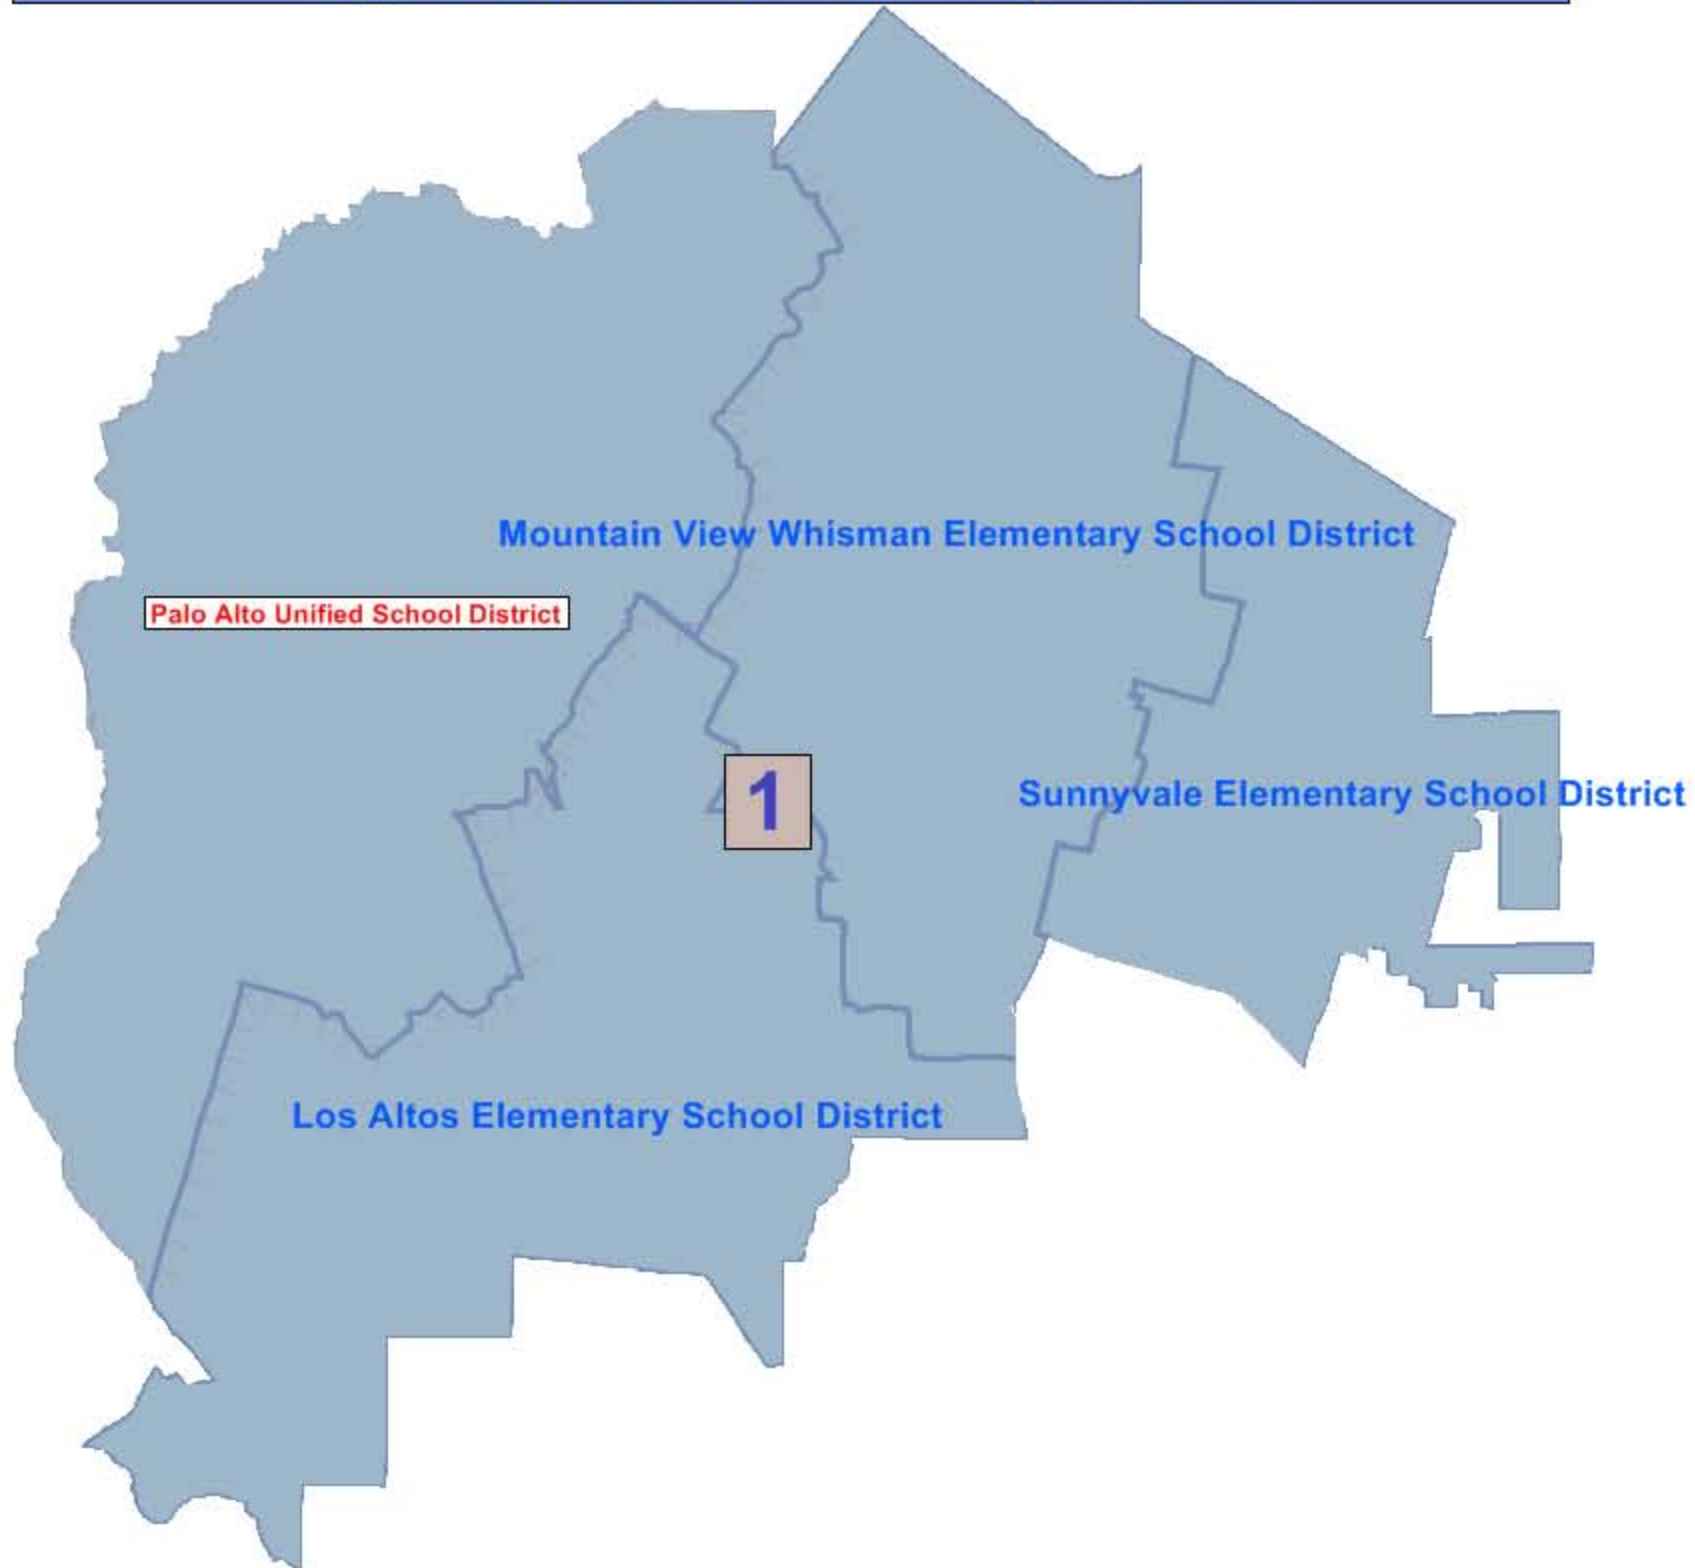 Mountain View Whisman Elementary School District
Palo Alto Unified School District
1
Sunnyvale Elementary School District
Los Altos Elementary School District